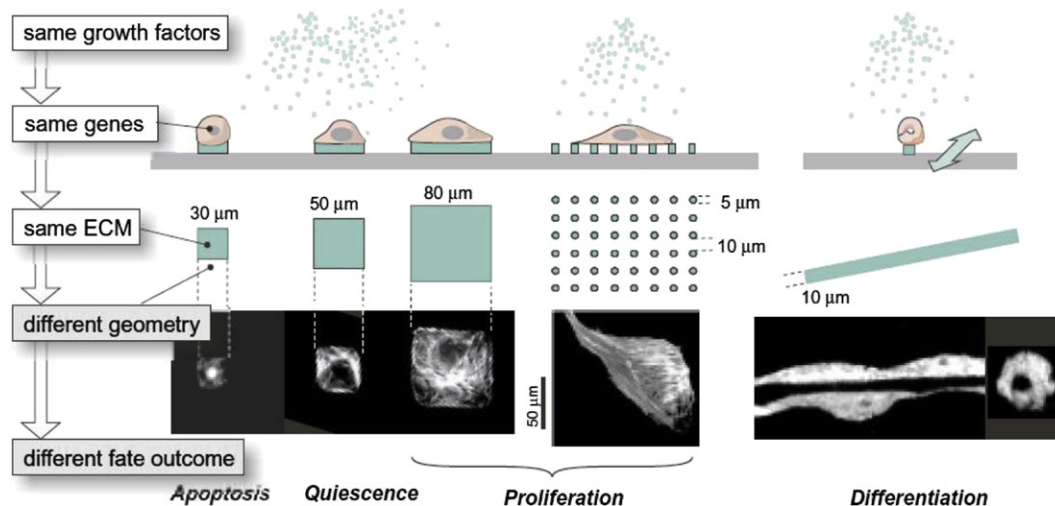 same growth factors
same genes
same ECM
30 µm
50 µm
80 µm
5 µm
10 µm
10 µm
different geometry
50 µm
different fate outcome
Apoptosis
Quiescence
Proliferation
Differentiation